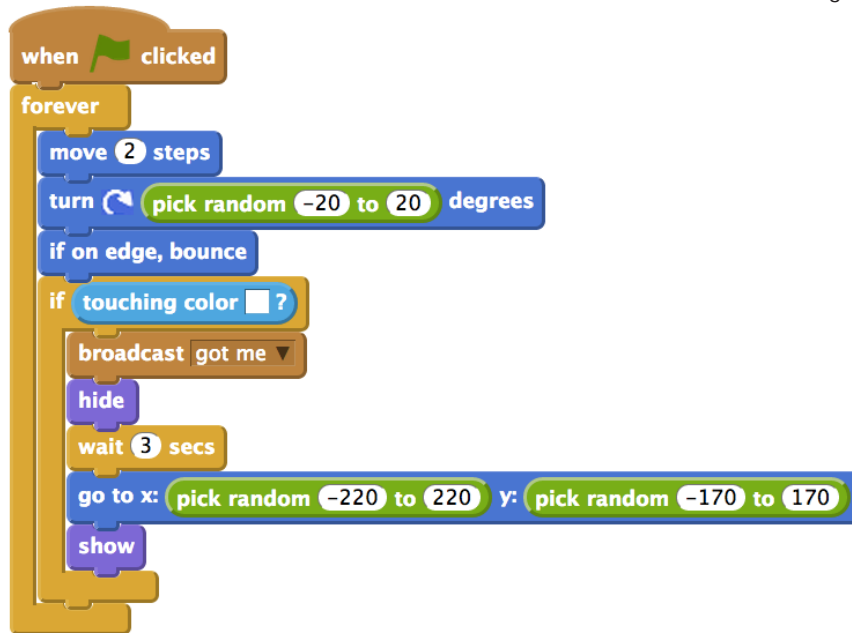 when clicked
forever
move 2 steps
turn pick random -20 to 20 degrees
if on edge, bounce
if touching color ?
broadcast got me
hide
wait 3 secs
go to x: pick random -220 to 220 y: pick random -170 to 170
show